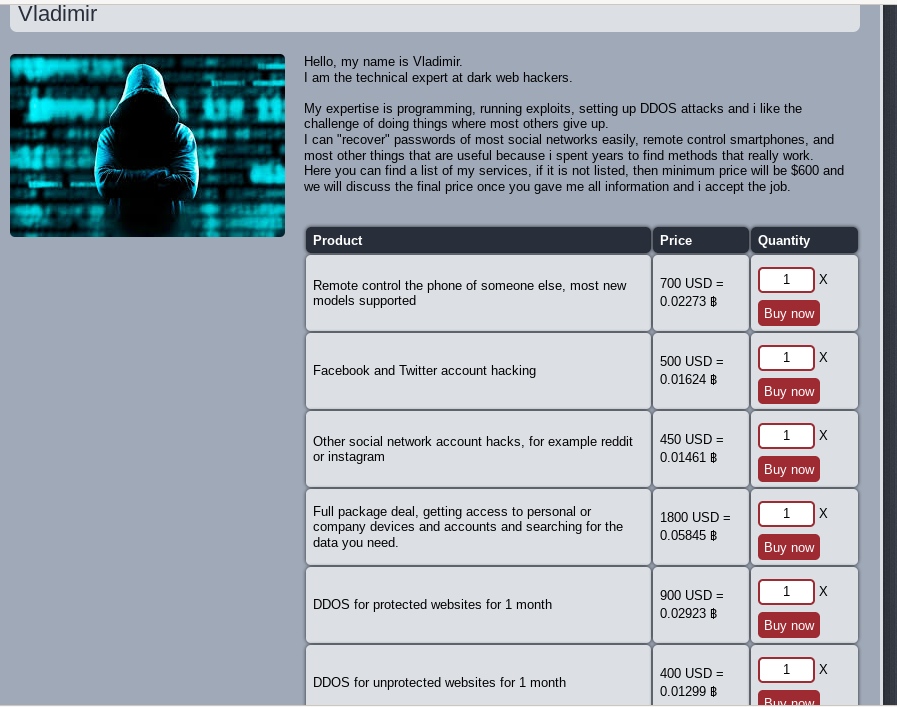 Vladimir
Hello, my name is Vladimir.
I am the technical expert at dark web hackers.
My expertise is programming, running exploits, setting up DDOS attacks and i like the
challenge of doing things where most others give up.
I can "recover" passwords of most social networks easily, remote control smartphones, and
most other things that are useful because i spent years to find methods that really work.
Here you can find a list of my services, if it is not listed, then minimum price will be $600 and
we will discuss the final price once you gave me all information and i accept the job.
Product Price Quantity
Remote control the phone of someone else, most new
models supported
700 USD =
0.02273 ฿
1 X
Buy now
Facebook and Twitter account hacking
500 USD =
0.01624 ฿
1 X
Buy now
Other social network account hacks, for example reddit
or instagram
450 USD =
0.01461 ฿
1 X
Buy now
Full package deal, getting access to personal or
company devices and accounts and searching for the
data you need.
1800 USD =
0.05845 ฿
1 X
Buy now
DDOS for protected websites for 1 month
900 USD =
0.02923 ฿
1 X
Buy now
DDOS for unprotected websites for 1 month
400 USD =
0.01299 ฿
1 X
Buy now